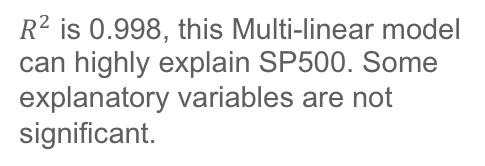 R² is 0.998, this Multi-linear model
can highly explain SP500. Some
explanatory variables are not
significant.